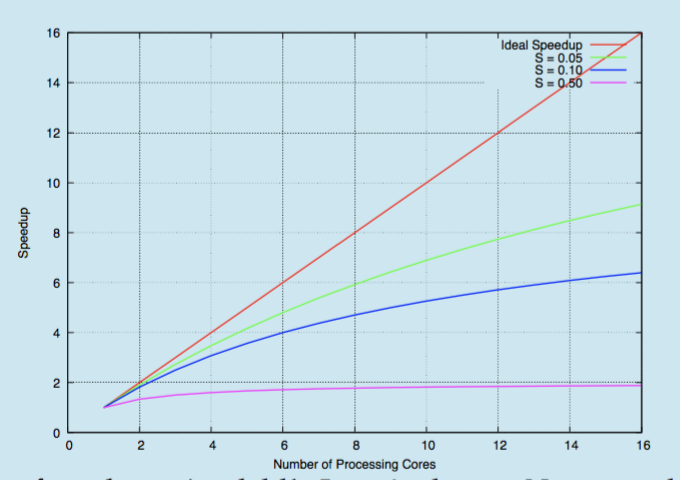 16
14
12
10
8
6
4
2
0
Speedup
Ideal Speedup
S = 0.05
S = 0.10
S = 0.50
0 2 4 6 8 10 12 14 16
Number of Processing Cores